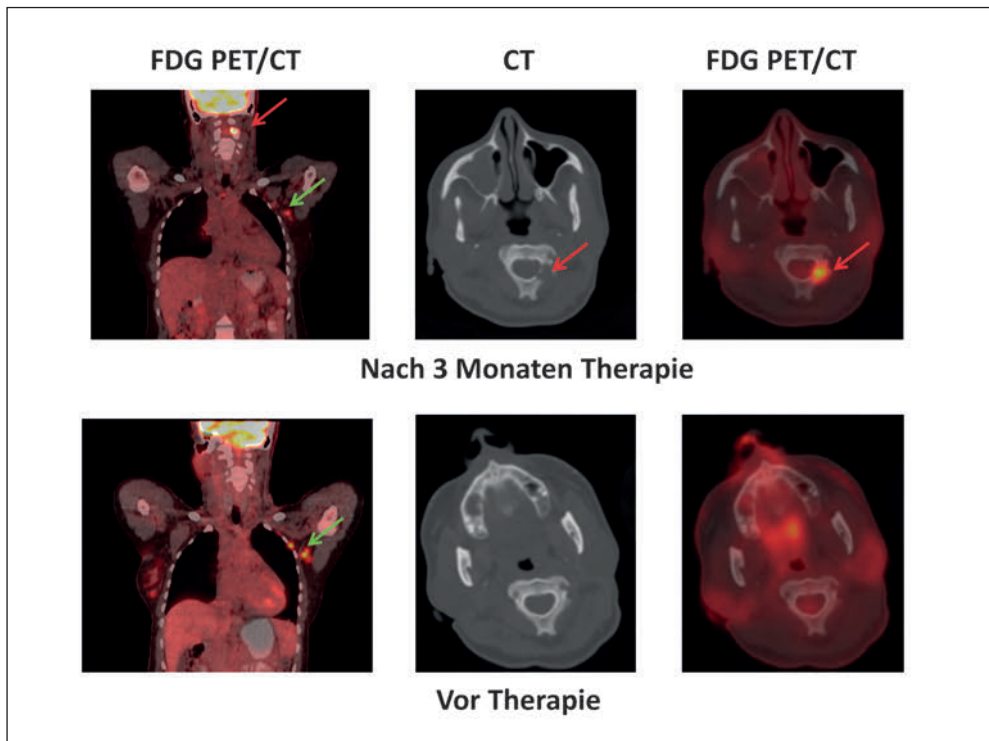 FDG PET/CT CT FDG PET/CT
Nach 3 Monaten Therapie
Vor Therapie